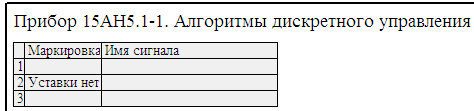 Прибор 15АН5.1-1. Алгоритмы дискретного управления
Маркировка Имя сигнала
1
2 Уставки нет
3